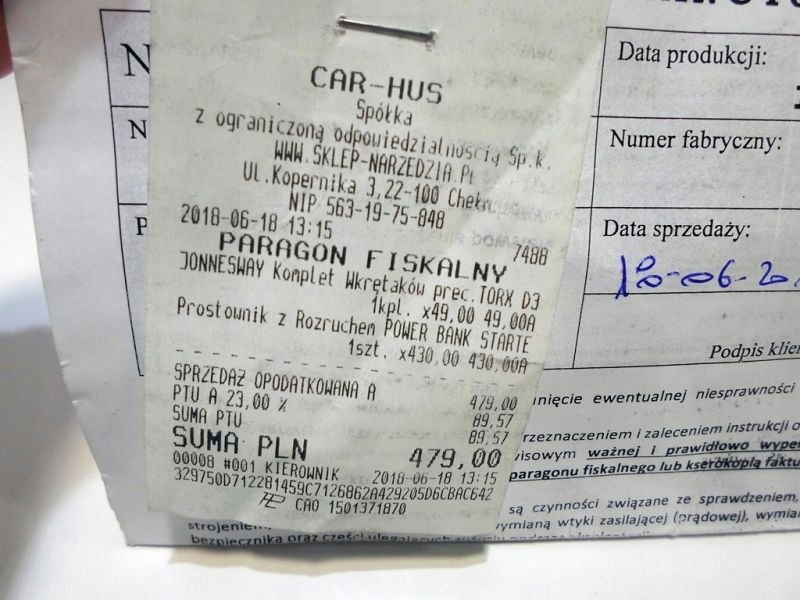 CAR-HUS
Spółka
z ograniczoną odpowiedzialnością Sp.k.
WWW.SKLEP-NARZEDZIA.Pl
Ul.Kopernika 3,22-100 Chełm
NIP 563-19-75-848
2018-06-18 13:15
7488
PARAGON FISKALNY
JONNESWAY Komplet Wkrętaków prec.TORX D3
1kpl. x49,00 49,00A
Prostownik z Rozruchem POWER BANK STARTE
1szt. x430,00 430,00A
SPRZEDAŻ OPODATKOWANA A 479,00
PTU A 23,00 % 89,57
SUMA PTU 89,57
SUMA PLN 479,00
00008 #001 KIEROWNIK 2018-06-18 13:15
329750D712281459C7126862A429205D6CBAC642
CAO 1501371870
Data produkcji:
Numer fabryczny:
Data sprzedaży:
18-06-20
Podpis klie
unięcie ewentualnej niesprawności
rzeznaczeniem i zaleceniem instrukcji o
wisowym ważnej i prawidłowo wype
paragonu fiskalnego lub kserokopią faktu
są czynności związane ze sprawdzeniem,
strojeniem, wymianą wtyki zasilającej (prądowej), wymian
bezpiecznika oraz części